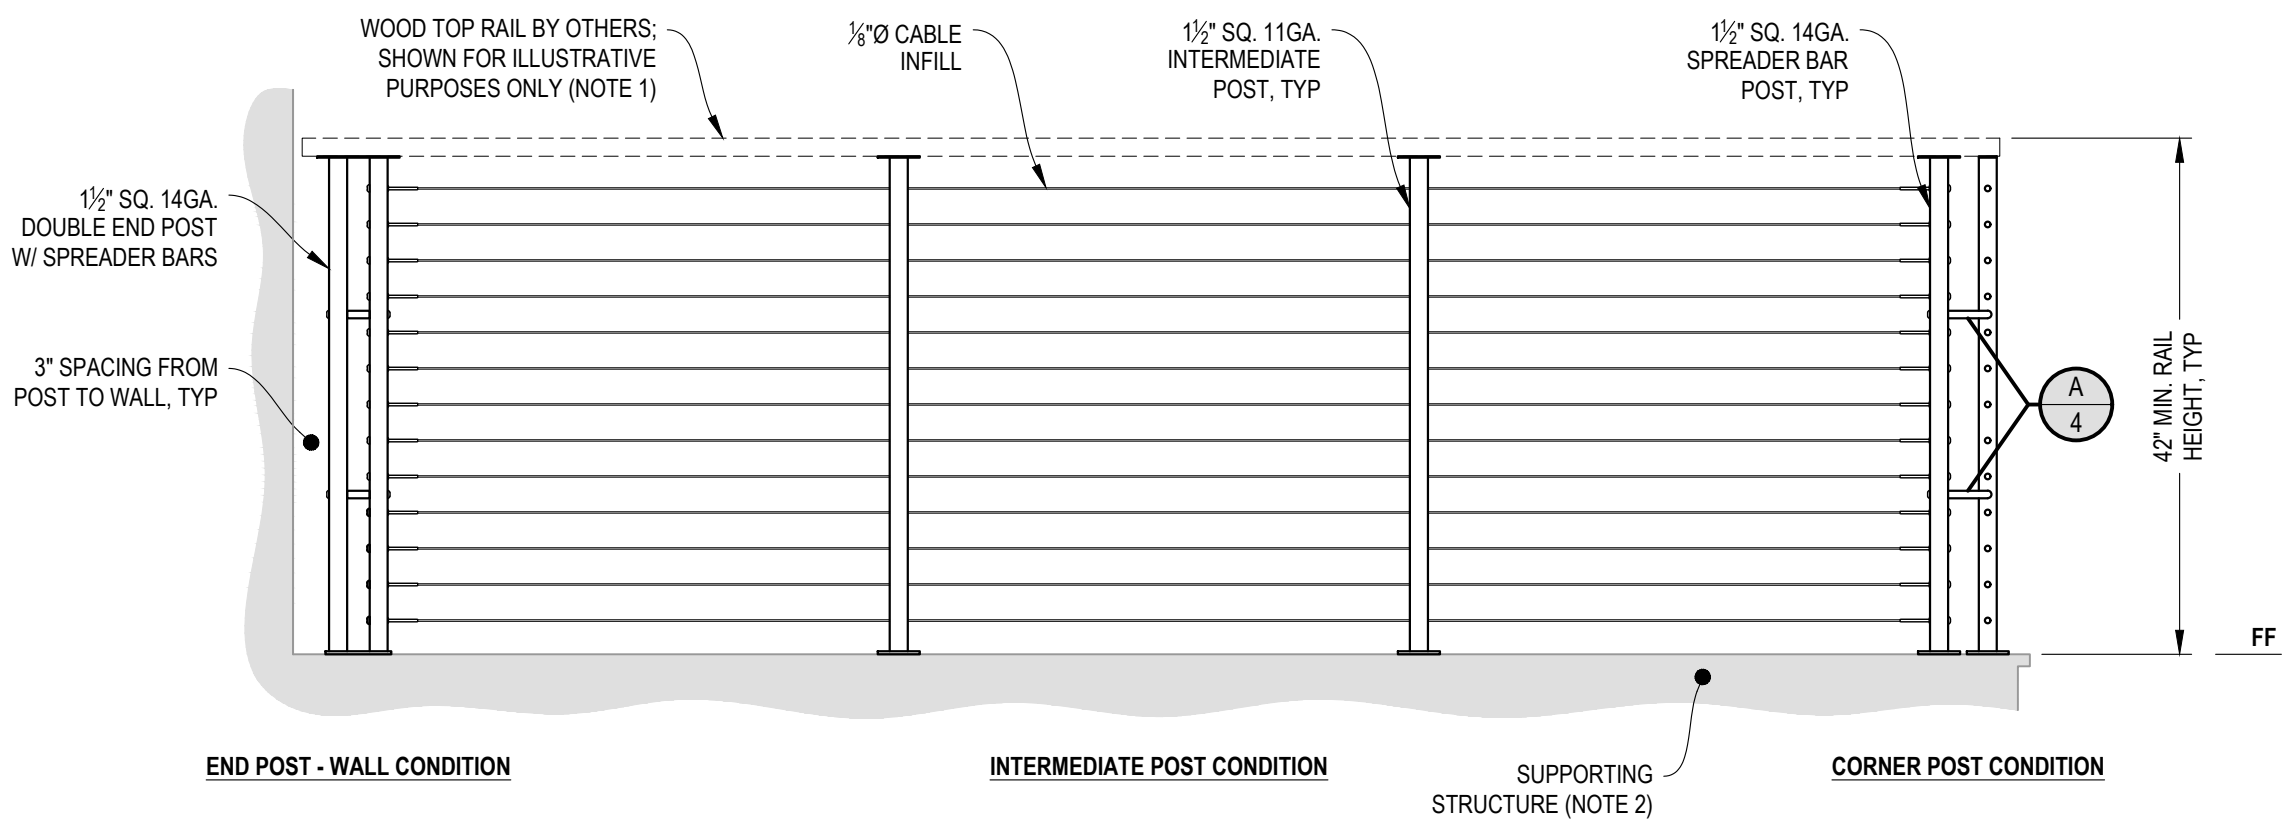 WOOD TOP RAIL BY OTHERS;
SHOWN FOR ILLUSTRATIVE
PURPOSES ONLY (NOTE 1)
⅛"Ø CABLE
INFILL
1½" SQ. 11GA.
INTERMEDIATE
POST, TYP
1½" SQ. 14GA.
SPREADER BAR
POST, TYP
1½" SQ. 14GA.
DOUBLE END POST
W/ SPREADER BARS
3" SPACING FROM
POST TO WALL, TYP
A
4
42" MIN. RAIL
HEIGHT, TYP
FF
END POST - WALL CONDITION
INTERMEDIATE POST CONDITION
SUPPORTING
STRUCTURE (NOTE 2)
CORNER POST CONDITION